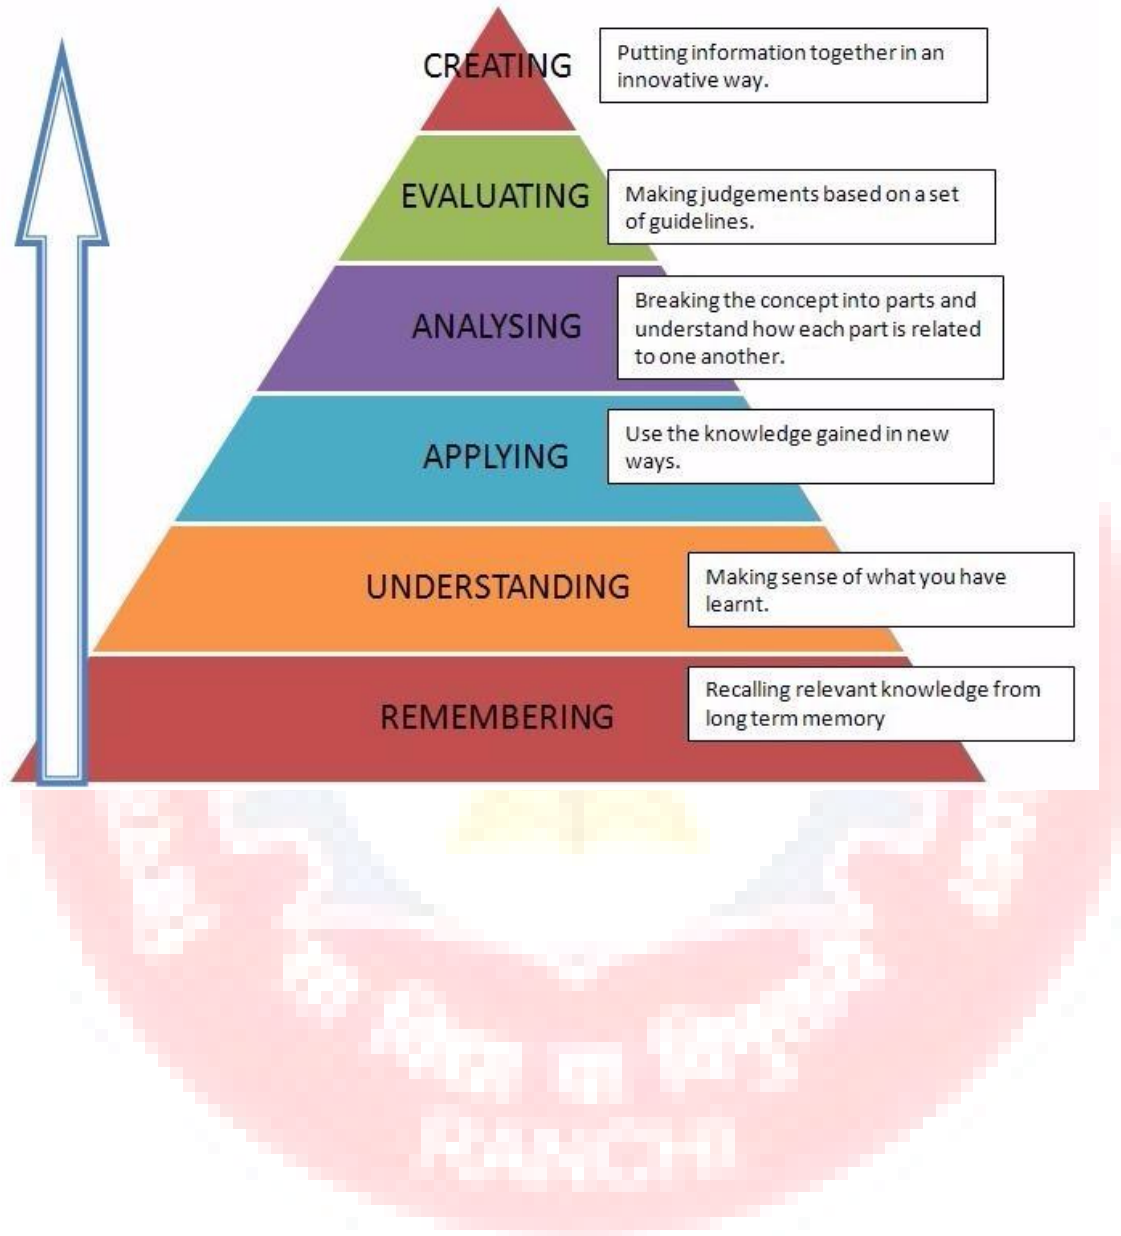 CREATING
Putting information together in an
innovative way.
EVALUATING
Making judgements based on a set
of guidelines.
ANALYSING
Breaking the concept into parts and
understand how each part is related
to one another.
APPLYING
Use the knowledge gained in new
ways.
UNDERSTANDING
Making sense of what you have
learnt.
REMEMBERING
Recalling relevant knowledge from
long term memory
RANCHI